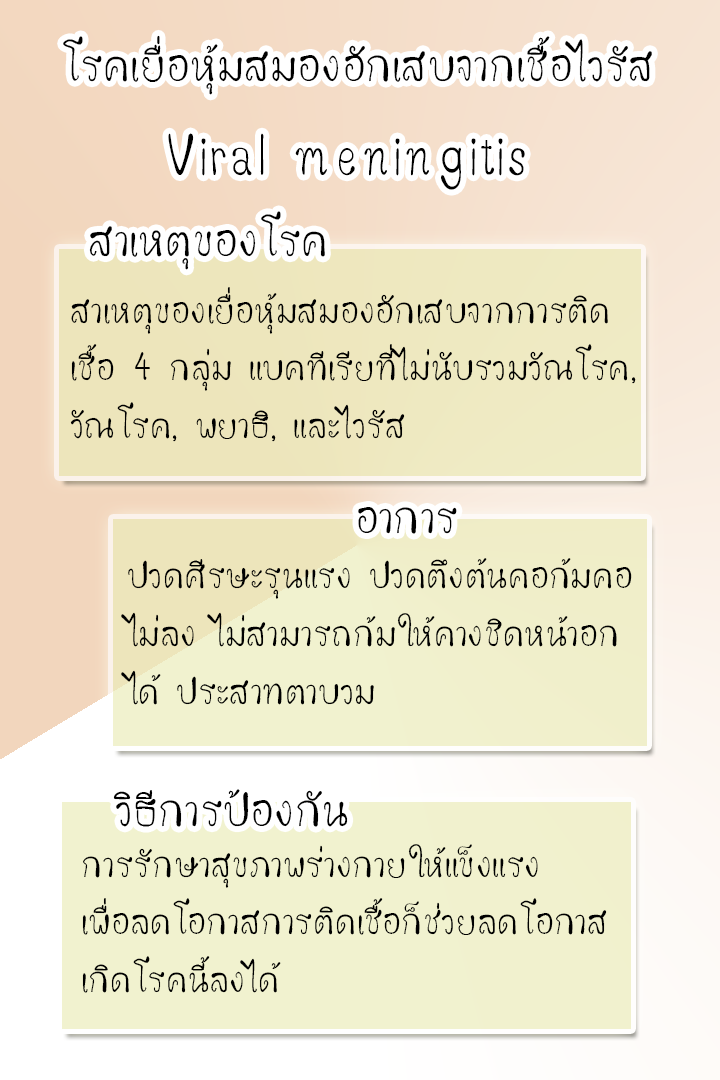 โรคเยื่อหุ้มสมองอักเสบจากเชื้อไวรัส
Viral meningitis
สาเหตุของโรค
สาเหตุของเยื่อหุ้มสมองอักเสบจากการติด
เชื้อ 4 กลุ่ม แบคทีเรียที่ไม่นับรวมวัณโรค,
วัณโรค, พยาธิ, และไวรัส
อาการ
ปวดศีรษะรุนแรง ปวดตึงต้นคอก้มคอ
ไม่ลง ไม่สามารถก้มให้คางชิดหน้าอก
ได้ ประสาทตาบวม
วิธีการป้องกัน
การรักษาสุขภาพร่างกายให้แข็งแรง
เพื่อลดโอกาสการติดเชื้อก็ช่วยลดโอกาส
เกิดโรคนี้ลงได้